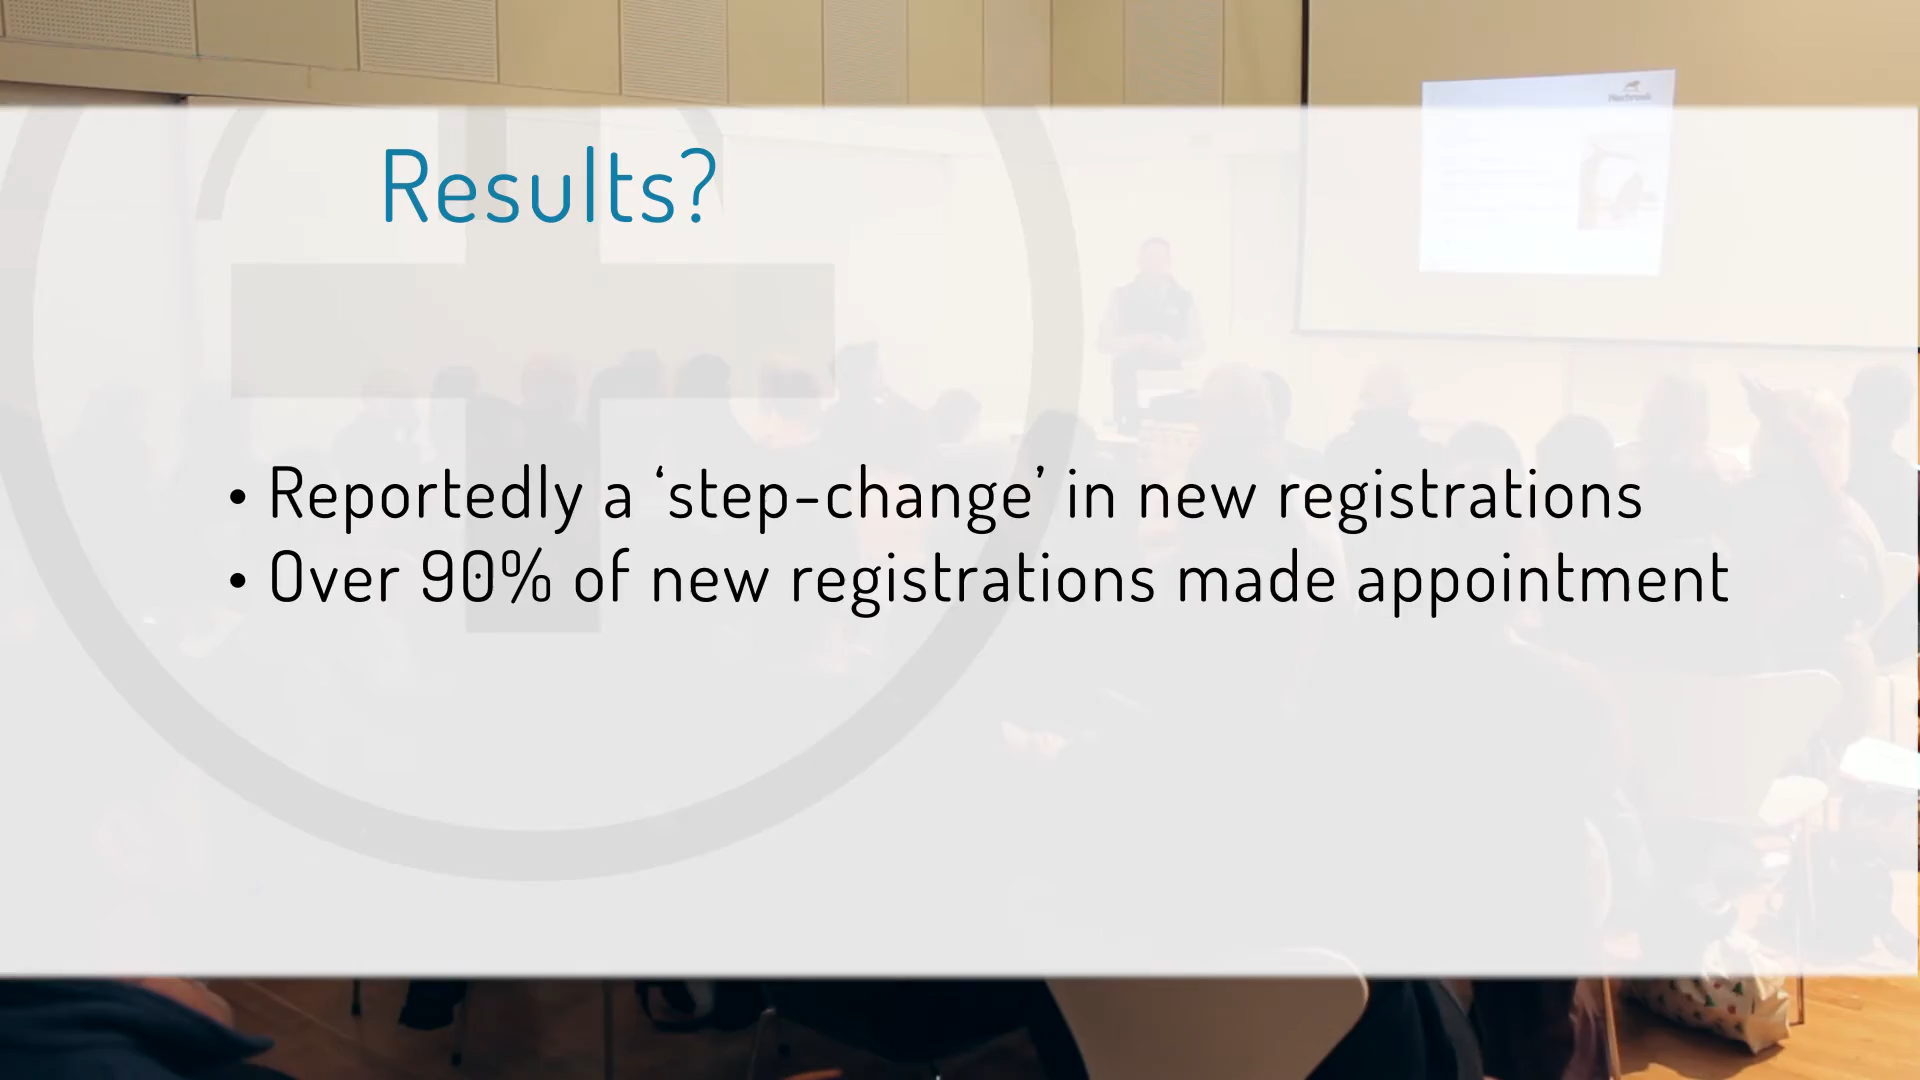 Results?
• Reportedly a ‘step-change’ in new registrations
• Over 90% of new registrations made appointment